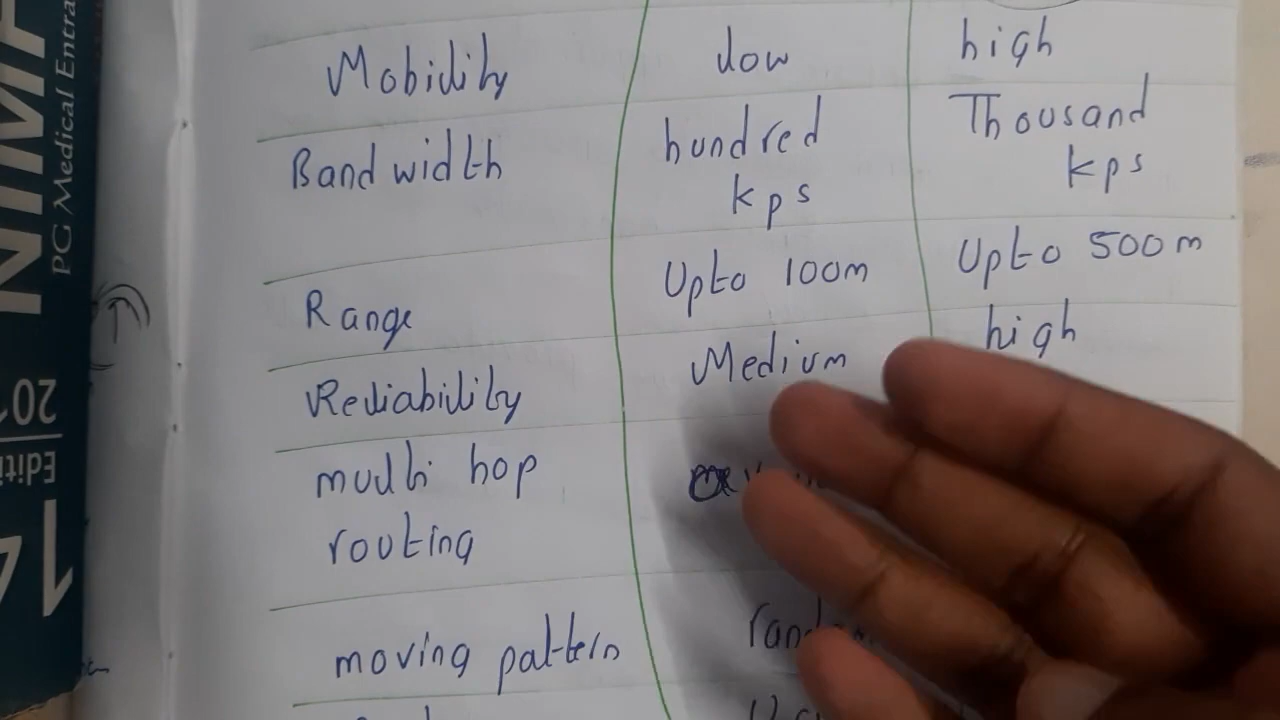 Mobility low high
Bandwidth hundred Thousand
kps kps
Range Upto 100m Upto 500m
Reliability Medium high
multi hop
routing
moving pattern
PG Medical Entra
201
Editi